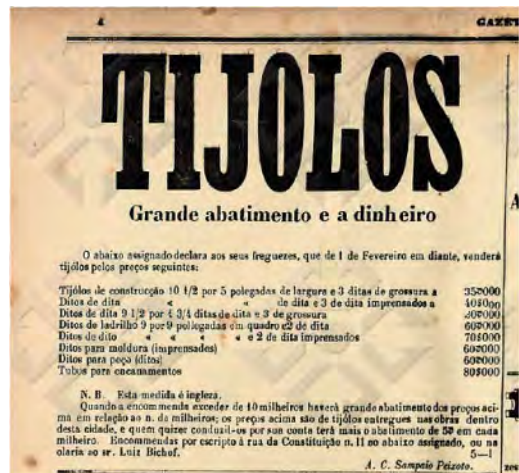 4
GAZET
TIJOLOS
Grande abatimento e a dinheiro
O abaixo assignado declara aos seus freguezes, que de 1 de Fevereiro em diante, venderá
tijólos pelos preços seguintes:
Tijólos de construcção 10 1/2 por 5 polegadas de largura e 3 ditas de grossura a 35$000
Ditos de dita « « de dita e 3 de dita imprensados a 40$000
Ditos de dita 9 1/2 por 4 3/4 ditas de dita e 3 de grossura 30$000
Ditos de ladrilho 9 por 9 pollegadas em quadro e 2 de dita 60$000
Ditos de dito « « « « e 2 de dita imprensados 70$000
Ditos para moldura (imprensades) 60$000
Ditos para poço (ditos) 60$000
Tubos para encanamentos 80$000
N. B. Esta medida é ingleza.
Quando a encommenda exceder de 10 milheiros haverá grande abatimento dos preços aci-
ma em relação ao n. de milheiros; os preços acima são de tijólos entregues nas obras dentro
desta cidade, e quem quizer conduzil-os por sua conta terá mais o abatimento de 5$ em cada
milheiro. Encommendas por escripto á rua da Constituição n. 11 ao abaixo assignado, ou na
olaria ao sr. Luiz Bichof. 5—1
A. C. Sampaio Peixoto.